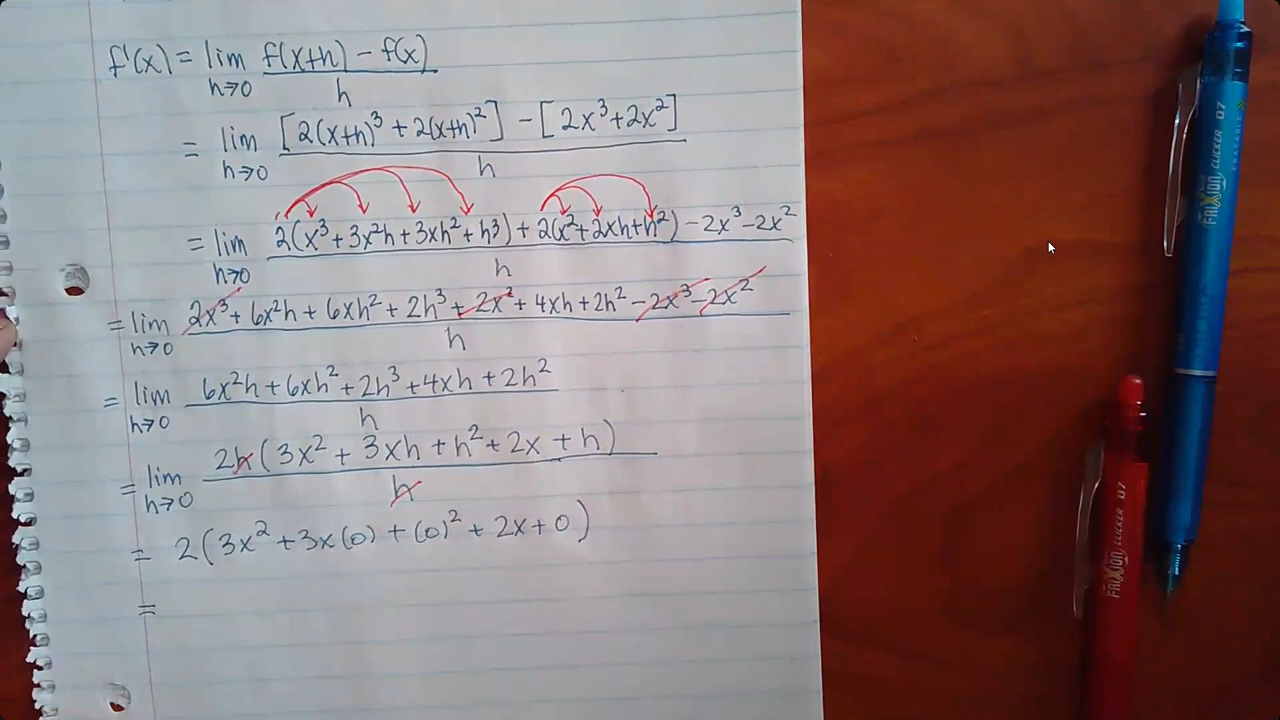 f'(x) = lim h→0 f(x+h) - f(x) / h
= lim h→0 [2(x+h)³ + 2(x+h)²] - [2x³+2x²] / h
= lim h→0 2(x³+3x²h+3xh²+h³) + 2(x²+2xh+h²) - 2x³ - 2x² / h
= lim h→0 2x³ + 6x²h + 6xh² + 2h³ + 2x² + 4xh + 2h² - 2x³ - 2x² / h
= lim h→0 6x²h + 6xh² + 2h³ + 4xh + 2h² / h
= lim h→0 2h(3x² + 3xh + h² + 2x + h) / h
= 2(3x² + 3x(0) + (0)² + 2x + 0)
=
FRIXION CLICKER 07
FRIXION CLICKER 07